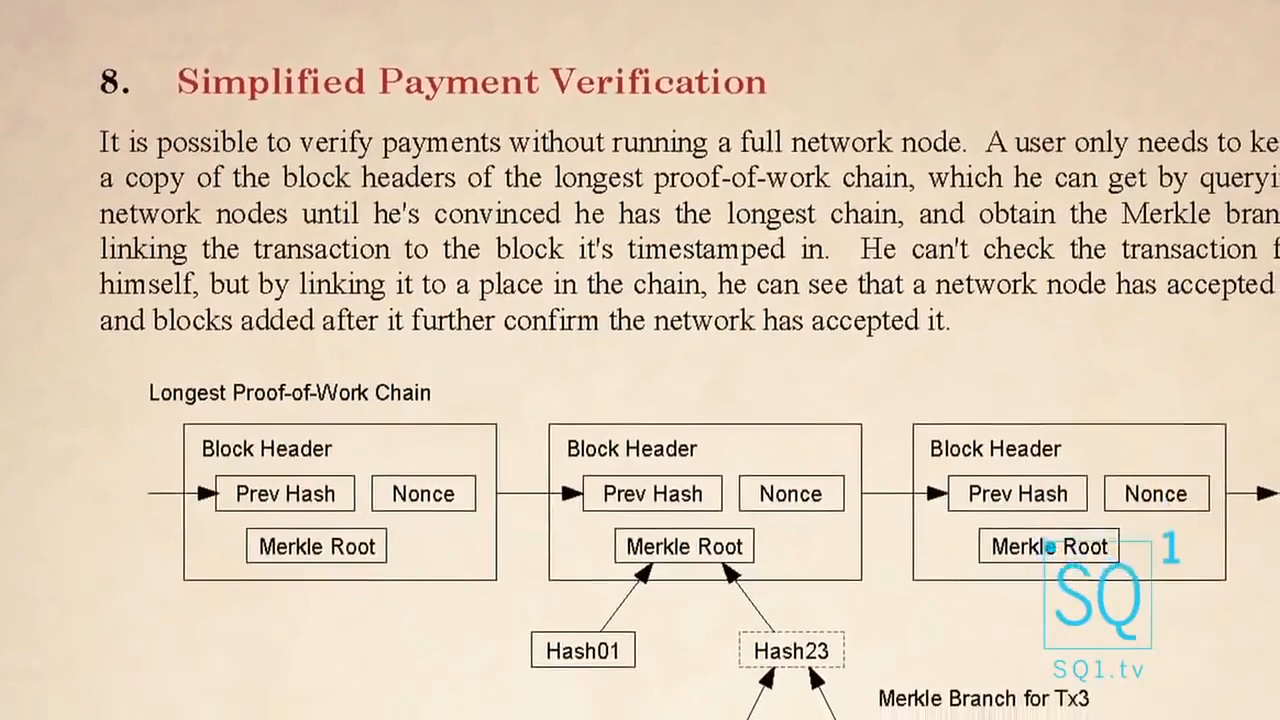 8. Simplified Payment Verification
It is possible to verify payments without running a full network node. A user only needs to ke
a copy of the block headers of the longest proof-of-work chain, which he can get by queryi
network nodes until he's convinced he has the longest chain, and obtain the Merkle bran
linking the transaction to the block it's timestamped in. He can't check the transaction f
himself, but by linking it to a place in the chain, he can see that a network node has accepted
and blocks added after it further confirm the network has accepted it.
Longest Proof-of-Work Chain
Block Header Block Header Block Header
Prev Hash Nonce Prev Hash Nonce Prev Hash Nonce
Merkle Root Merkle Root Merkle Root
1
SQ
Hash01 Hash23
SQ1.tv
Merkle Branch for Tx3